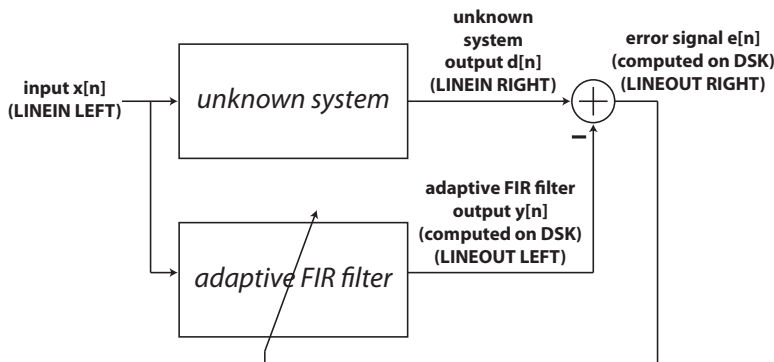 input x[n]
(LINEIN LEFT)
unknown system
unknown
system
output d[n]
(LINEIN RIGHT)
error signal e[n]
(computed on DSK)
(LINEOUT RIGHT)
adaptive FIR filter
adaptive FIR filter
output y[n]
(computed on DSK)
(LINEOUT LEFT)